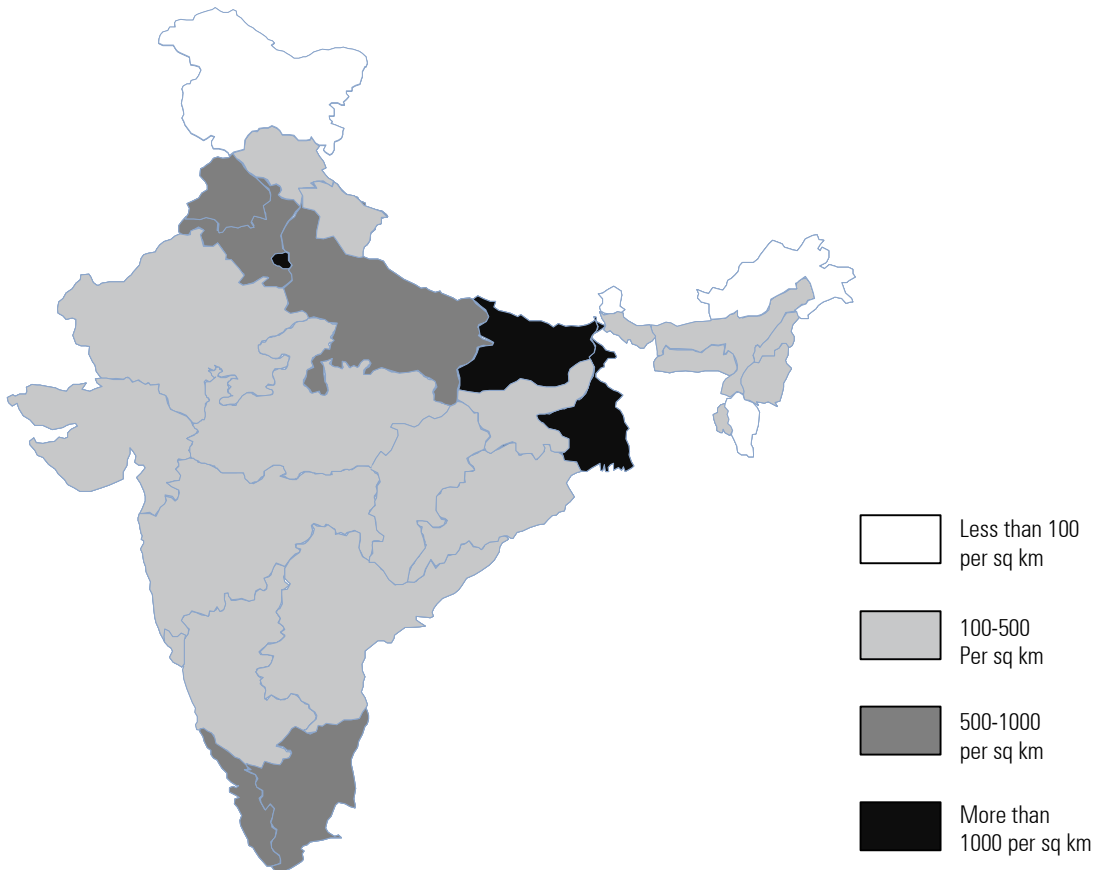 Less than 100
per sq km
100-500
Per sq km
500-1000
per sq km
More than
1000 per sq km